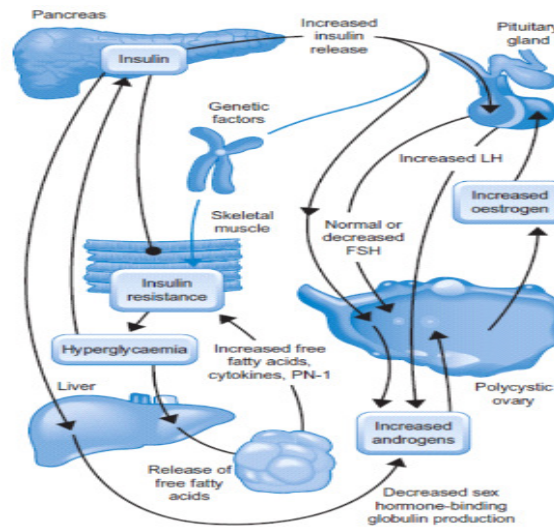 Pancreas
Insulin
Increased
insulin
release
Pituitary
gland
Genetic
factors
Increased LH
Increased
oestrogen
Skeletal
muscle
Normal or
decreased
FSH
Insulin
resistance
Hyperglycaemia
Increased free
fatty acids,
cytokines, PN-1
Polycystic
ovary
Liver
Increased
androgens
Release of
free fatty
acids
Decreased sex
hormone-binding
globulin production